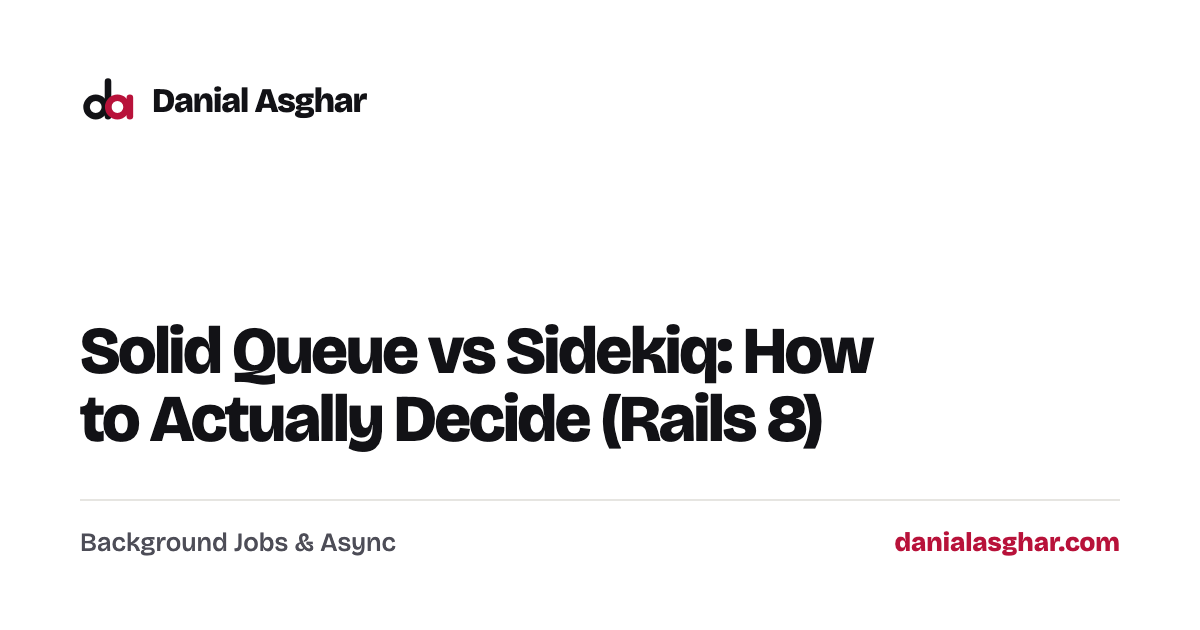 da Danial Asghar
Solid Queue vs Sidekiq: How
to Actually Decide (Rails 8)
Background Jobs & Async
danialasghar.com